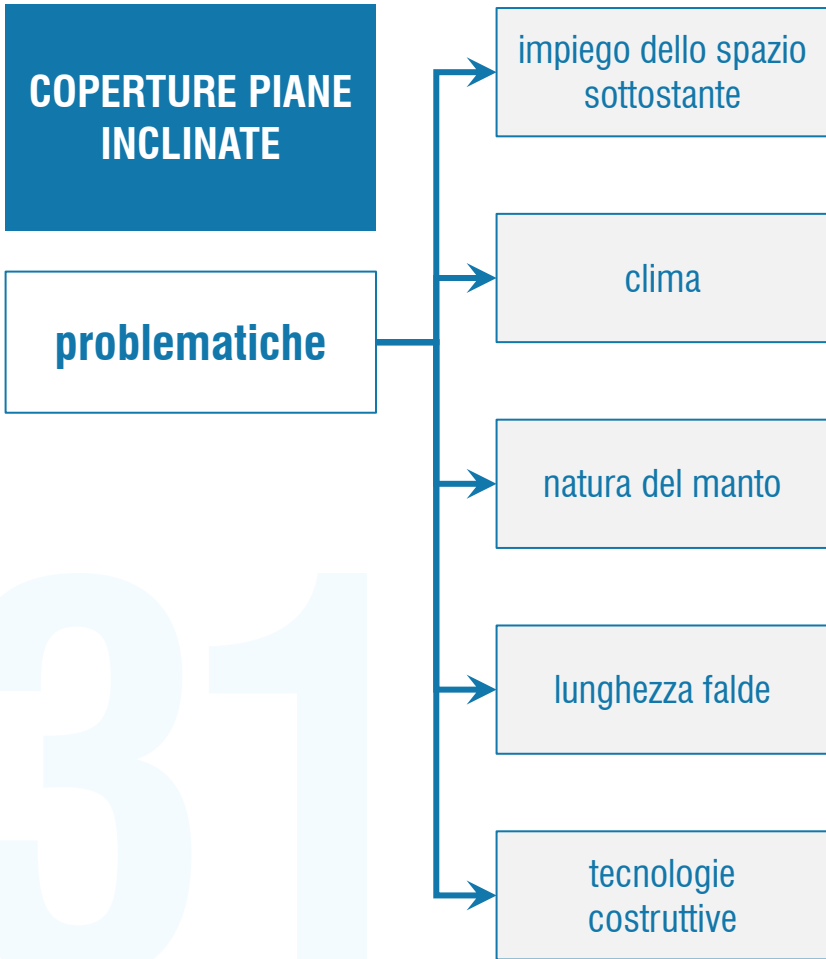 COPERTURE PIANE
INCLINATE
problematiche
impiego dello spazio
sottostante
clima
natura del manto
lunghezza falde
tecnologie
costruttive
31